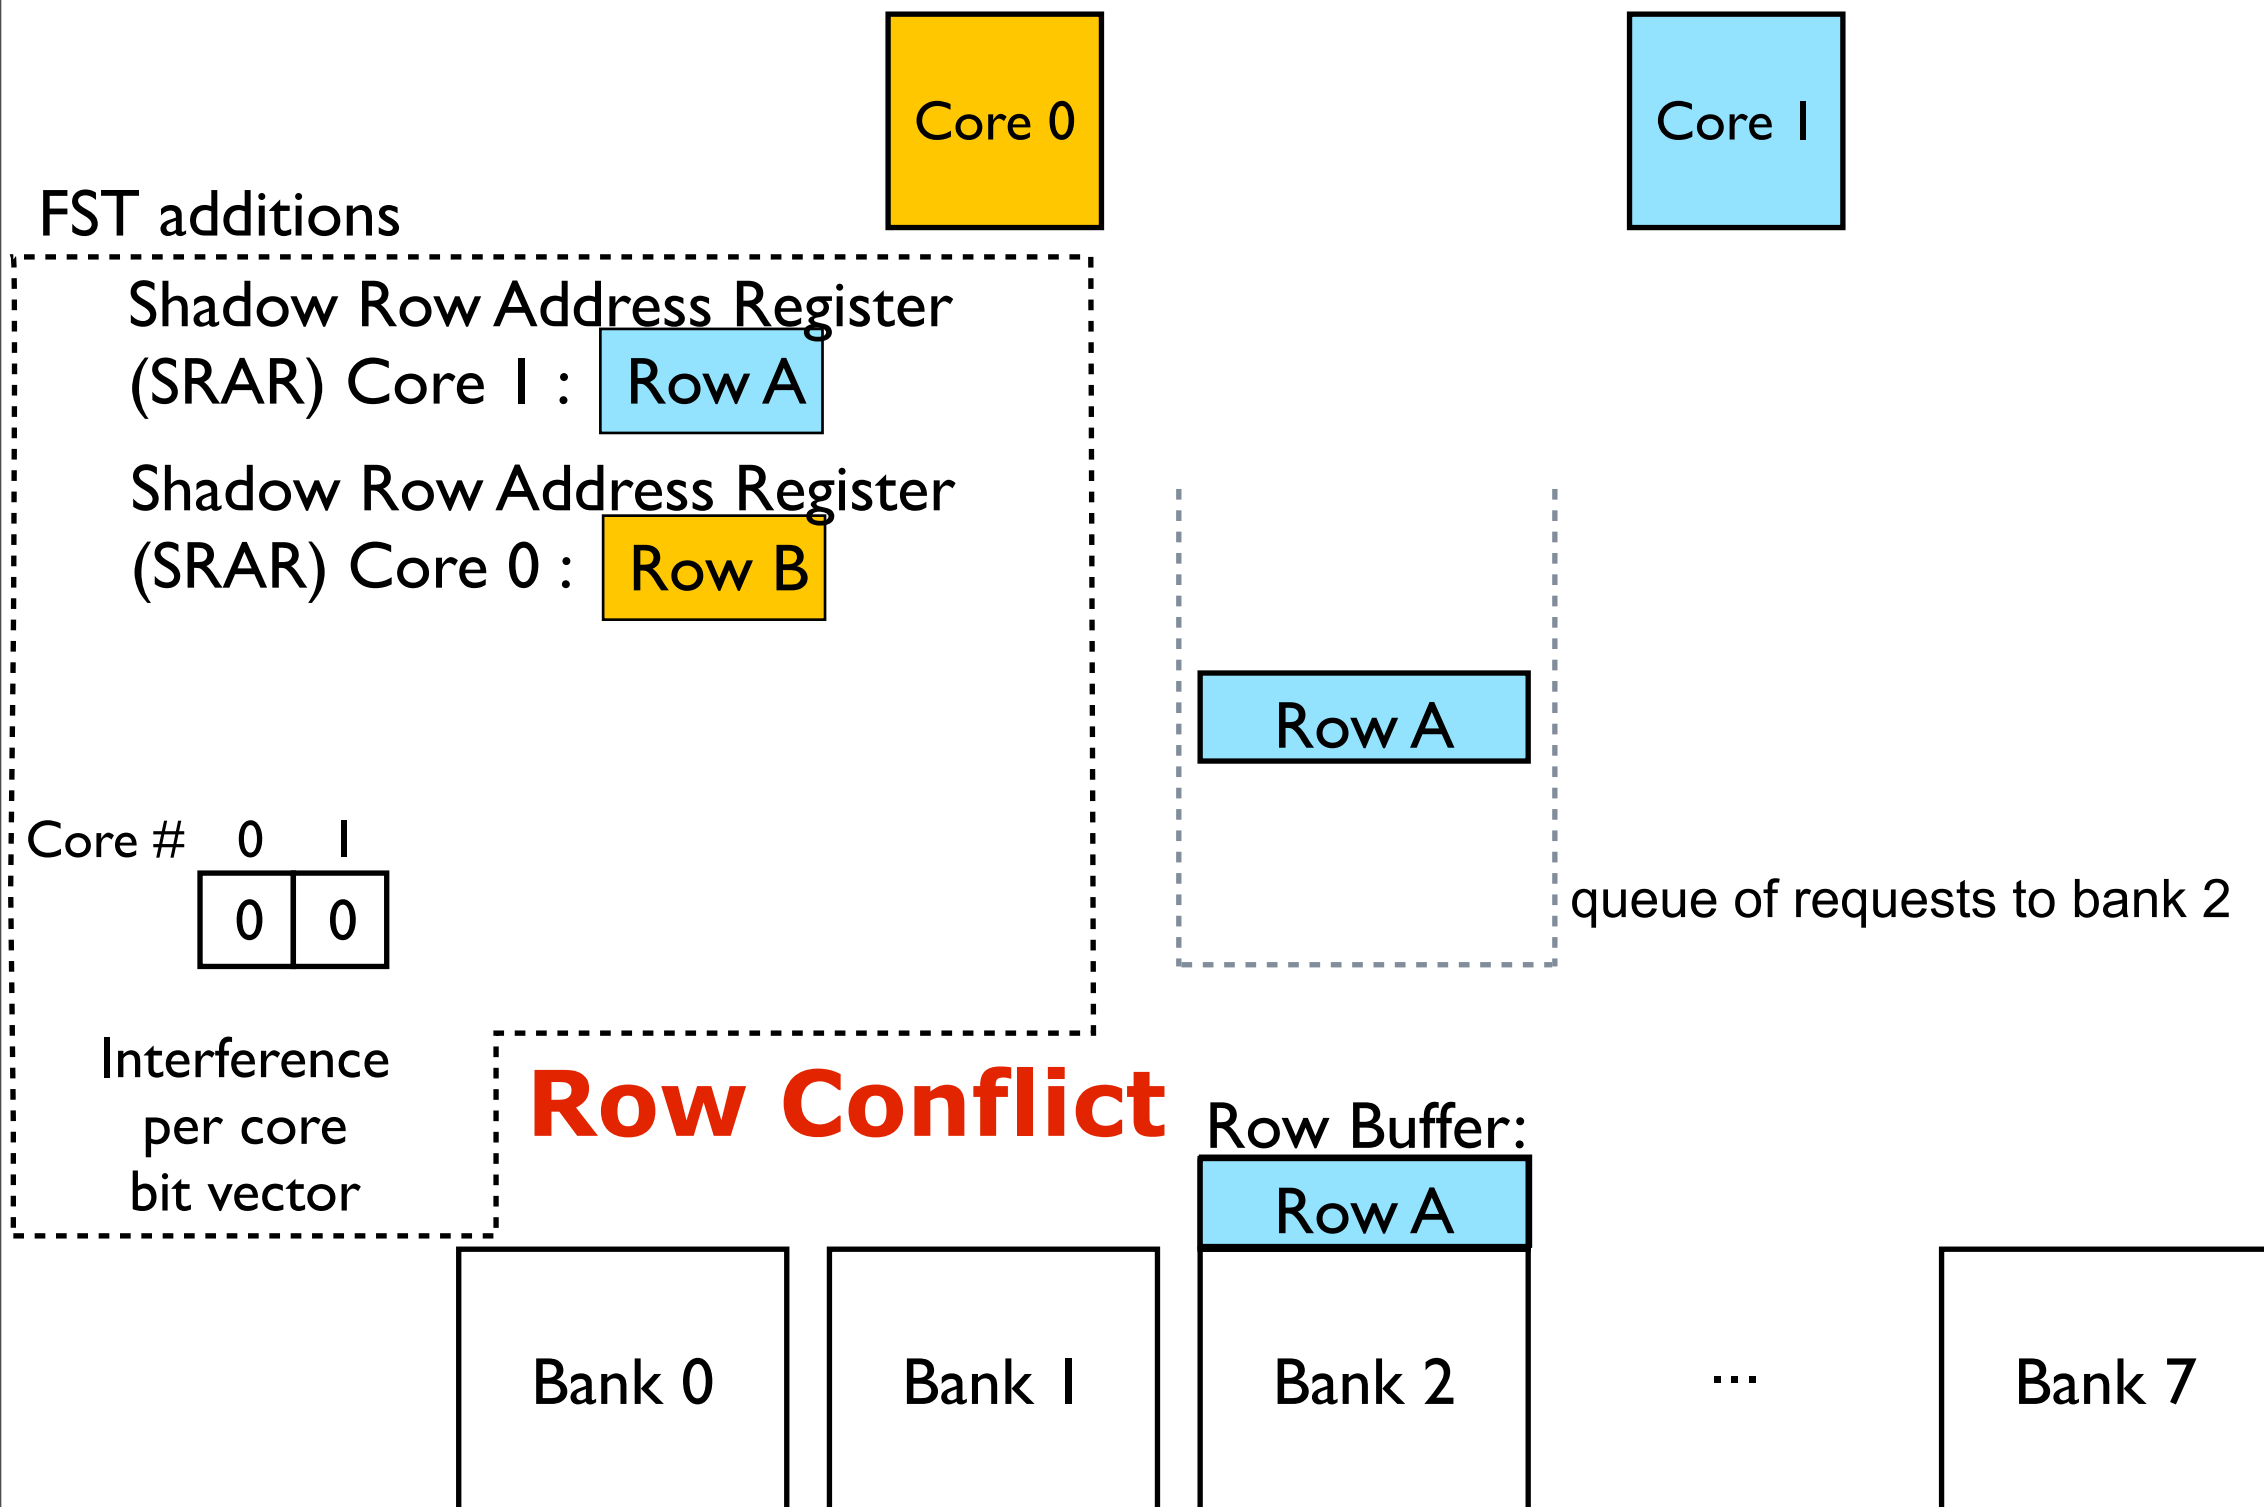 Core 0
Core 1
FST additions
Shadow Row Address Register
(SRAR) Core 1 : Row A
Shadow Row Address Register
(SRAR) Core 0 : Row B
Row A
Core # 0 1
0 0
queue of requests to bank 2
Interference
per core
bit vector
Row Conflict
Row Buffer:
Row A
Bank 0
Bank 1
Bank 2
...
Bank 7